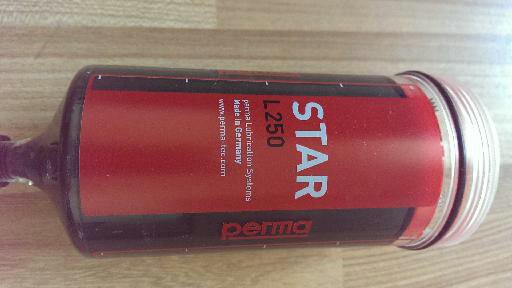 STAR
L250
perma Lubrication Systems
Made in Germany
www.perma-tec.com
perma